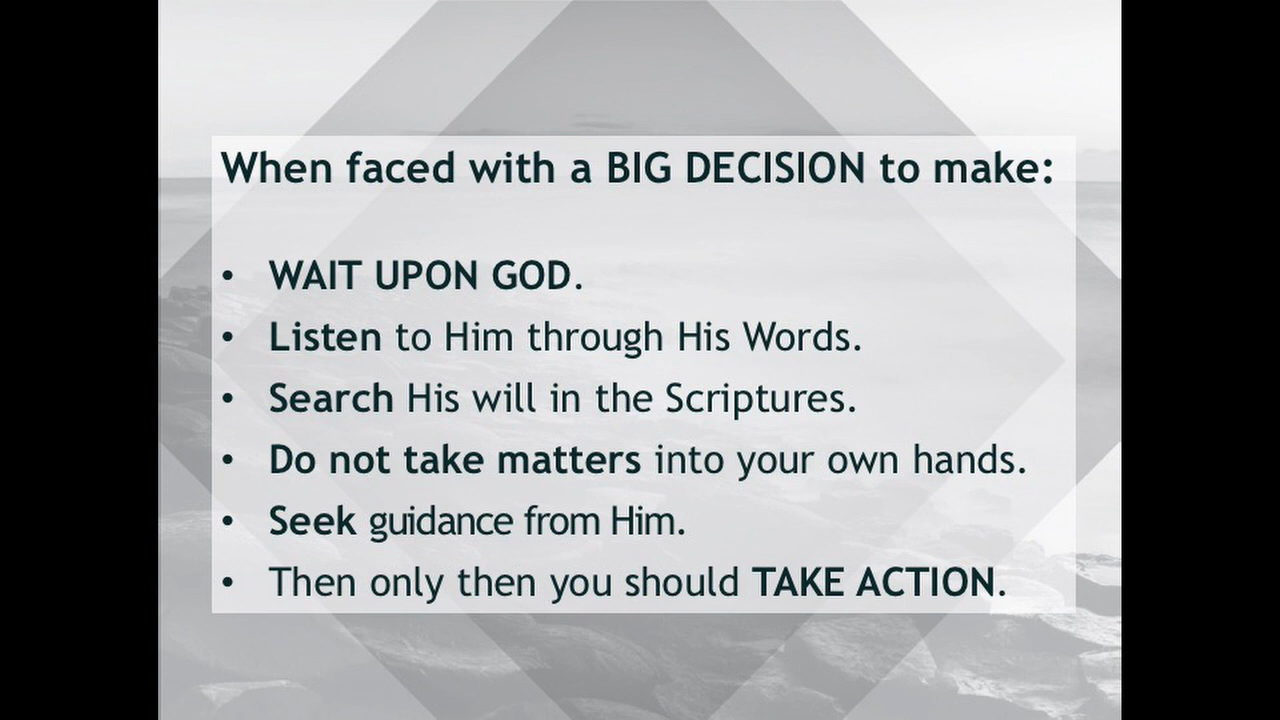 When faced with a BIG DECISION to make:
• WAIT UPON GOD.
• Listen to Him through His Words.
• Search His will in the Scriptures.
• Do not take matters into your own hands.
• Seek guidance from Him.
• Then only then you should TAKE ACTION.